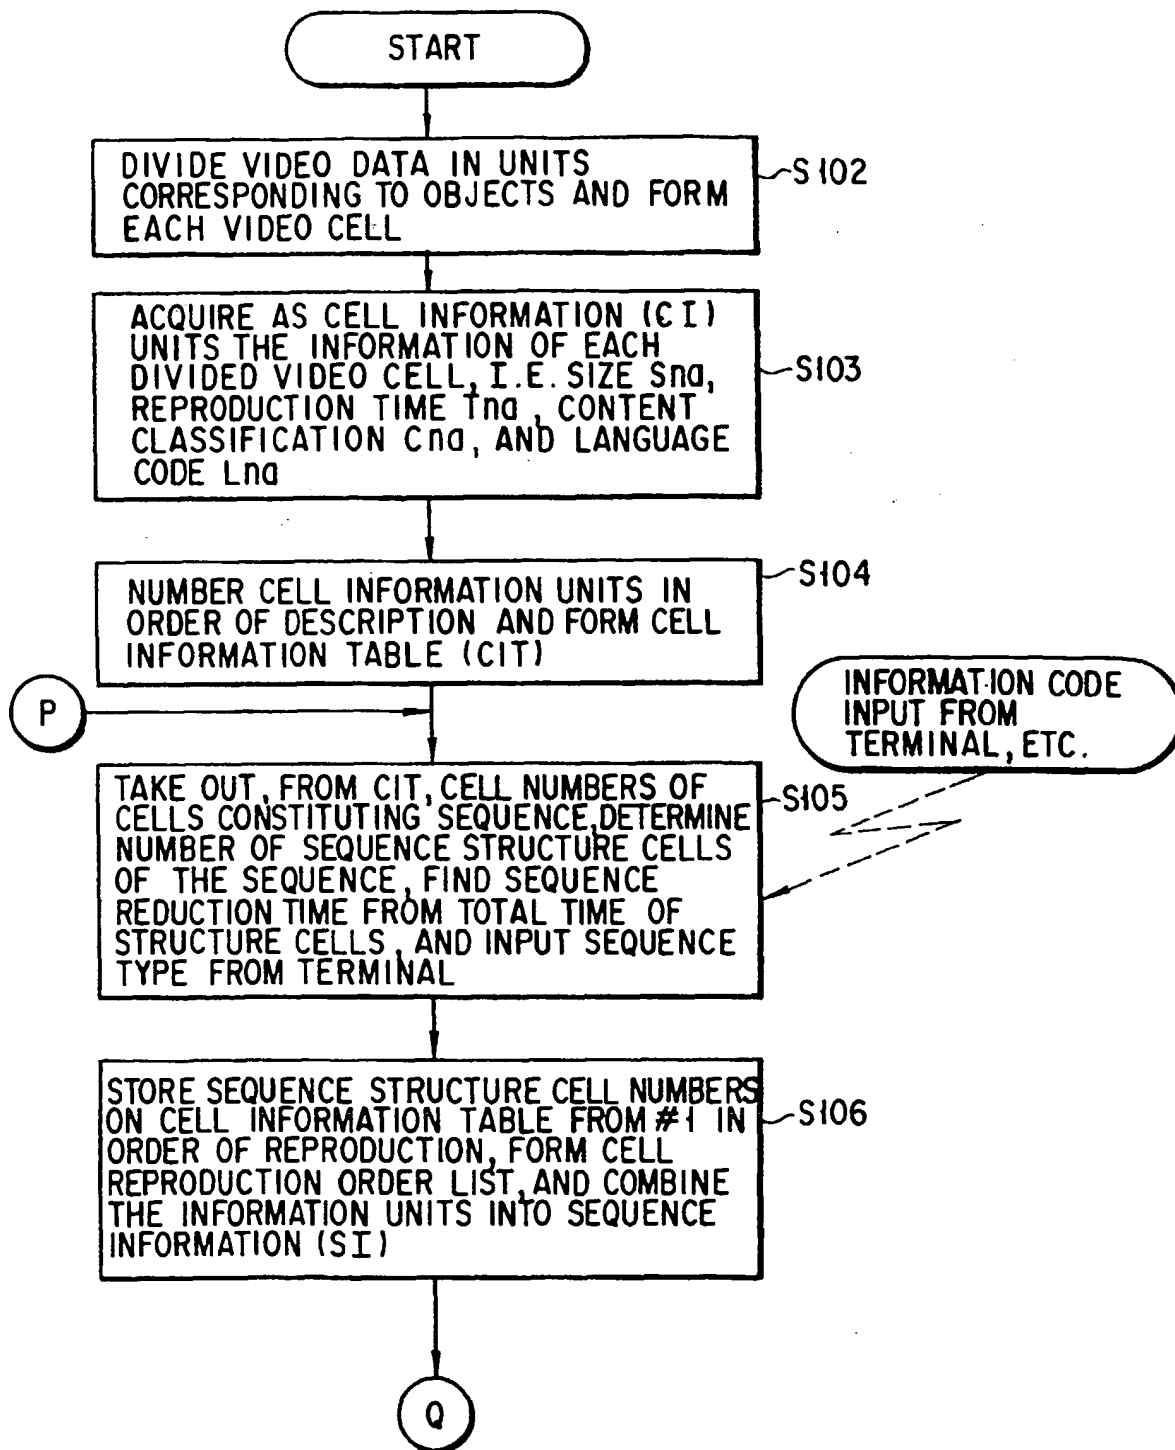 START
DIVIDE VIDEO DATA IN UNITS
CORRESPONDING TO OBJECTS AND FORM
EACH VIDEO CELL
S102
ACQUIRE AS CELL INFORMATION (CI)
UNITS THE INFORMATION OF EACH
DIVIDED VIDEO CELL, I.E. SIZE Sna,
REPRODUCTION TIME Tna, CONTENT
CLASSIFICATION Cna, AND LANGUAGE
CODE Lna
S103
NUMBER CELL INFORMATION UNITS IN
ORDER OF DESCRIPTION AND FORM CELL
INFORMATION TABLE (CIT)
S104
P
INFORMATION CODE
INPUT FROM
TERMINAL, ETC.
TAKE OUT, FROM CIT, CELL NUMBERS OF
CELLS CONSTITUTING SEQUENCE, DETERMINE
NUMBER OF SEQUENCE STRUCTURE CELLS
OF THE SEQUENCE, FIND SEQUENCE
REDUCTION TIME FROM TOTAL TIME OF
STRUCTURE CELLS, AND INPUT SEQUENCE
TYPE FROM TERMINAL
S105
STORE SEQUENCE STRUCTURE CELL NUMBERS
ON CELL INFORMATION TABLE FROM #1 IN
ORDER OF REPRODUCTION, FORM CELL
REPRODUCTION ORDER LIST, AND COMBINE
THE INFORMATION UNITS INTO SEQUENCE
INFORMATION (SI)
S106
Q